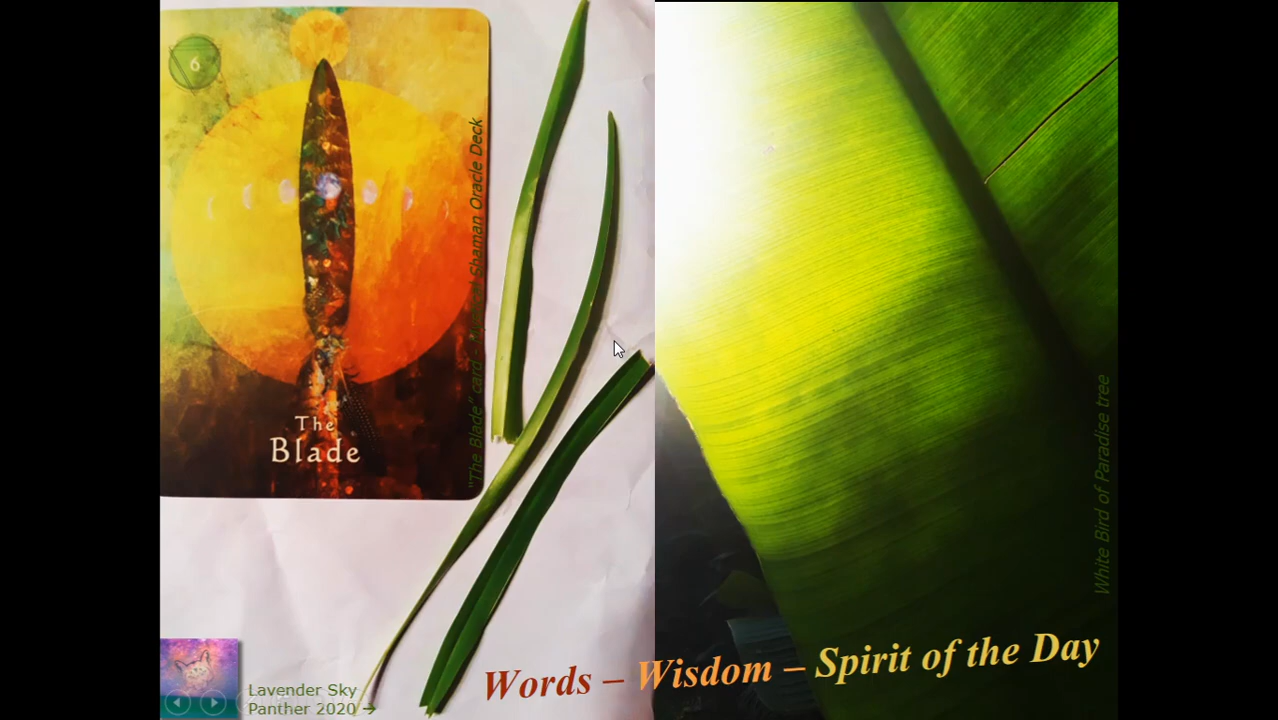 6
The
Blade
"The Blade" card - Mystical Shaman Oracle Deck
White Bird of Paradise tree
Words – Wisdom – Spirit of the Day
Lavender Sky
Panther 2020 →